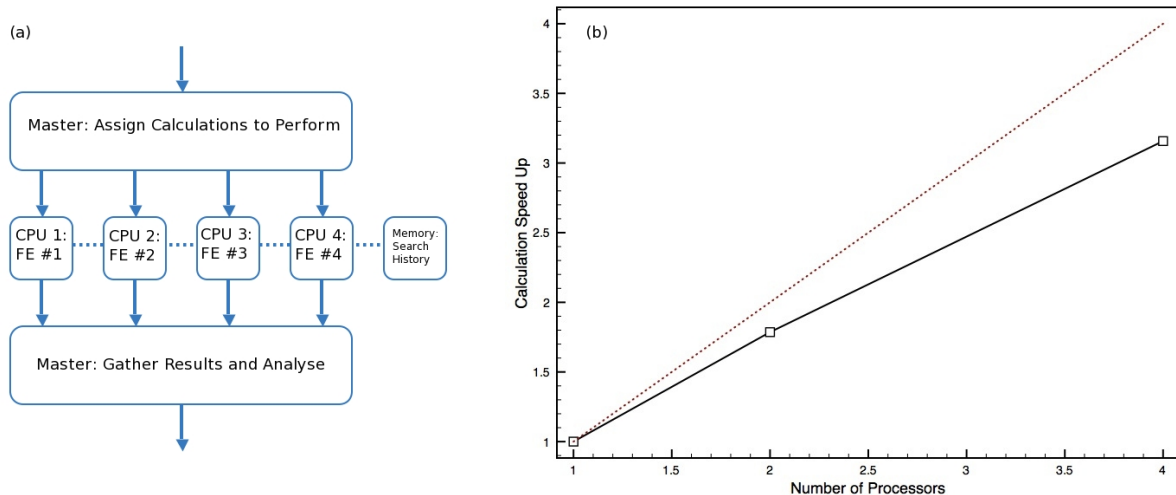 (a)
Master: Assign Calculations to Perform
CPU 1:
FE #1
CPU 2:
FE #2
CPU 3:
FE #3
CPU 4:
FE #4
Memory:
Search
History
Master: Gather Results and Analyse
(b)
Calculation Speed Up
4
3.5
3
2.5
2
1.5
1
1
1.5
2
2.5
3
3.5
4
Number of Processors